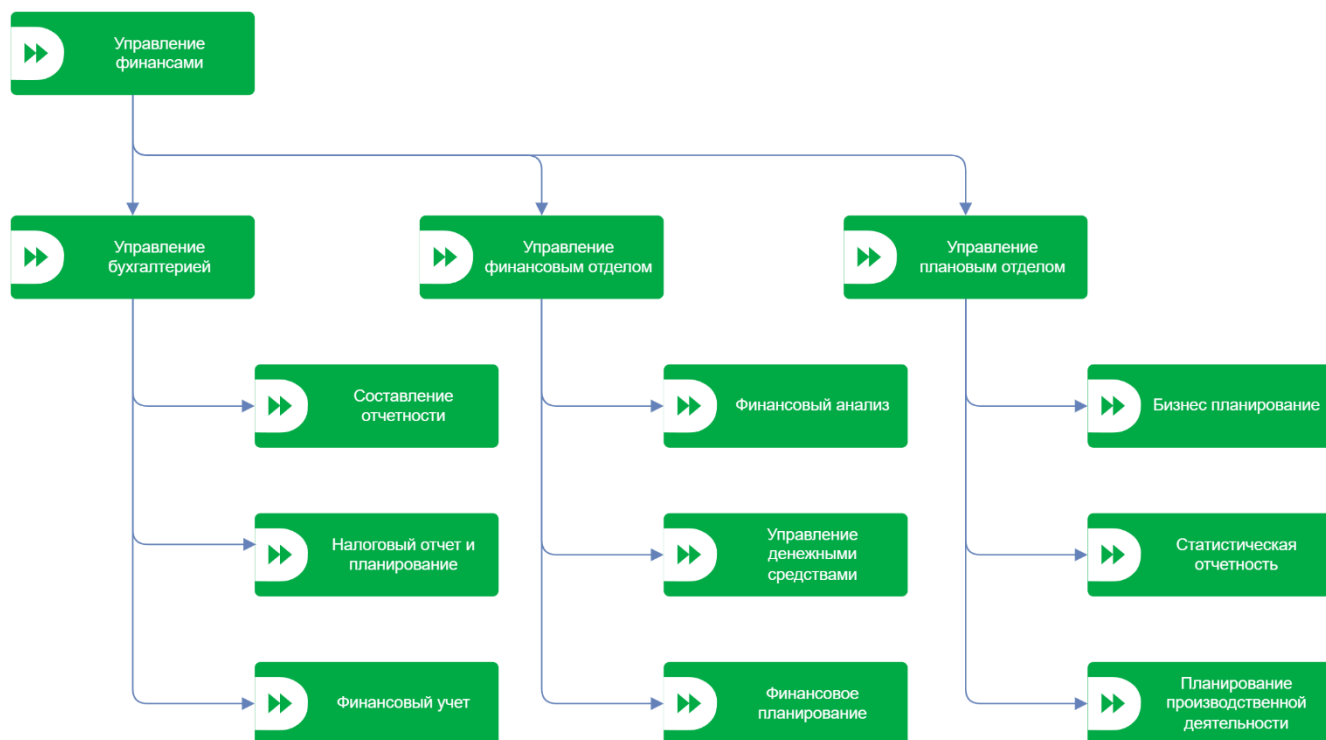 Управление
финансами
Управление
бухгалтерией
Управление
финансовым отделом
Управление
плановым отделом
Составление
отчетности
Финансовый анализ
Бизнес планирование
Налоговый отчет и
планирование
Управление
денежными
средствами
Статистическая
отчетность
Финансовый учет
Финансовое
планирование
Планирование
производственной
деятельности